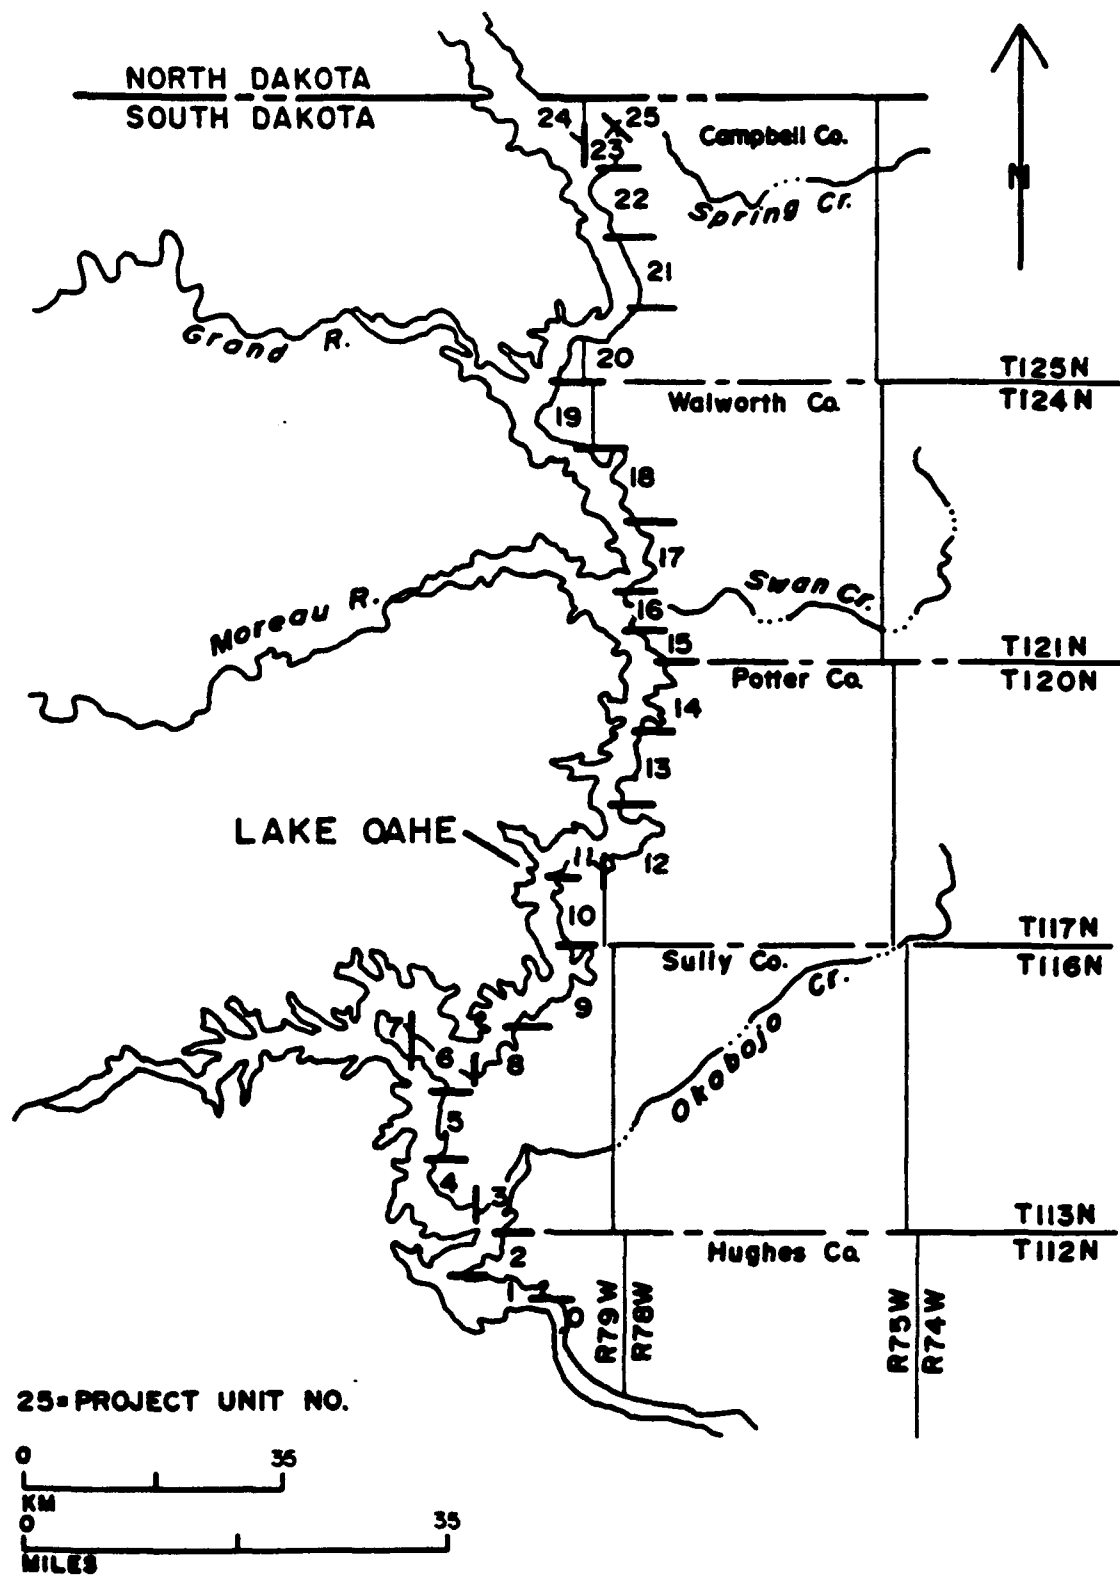 NORTH DAKOTA
SOUTH DAKOTA
24
25
23
Campbell Co.
N
22
Spring Cr.
21
Grand R.
20
T125N
Walworth Co.
T124N
19
18
17
Swan Cr.
Moreau R.
16
15
T121N
Potter Co.
T120N
14
13
LAKE OAHE
11
12
10
T117N
Sully Co.
T116N
9
7
6
8
Okobojo Cr.
5
4
3
T113N
2
Hughes Co.
T112N
1
0
R79W
R78W
R75W
R74W
25=PROJECT UNIT NO.
0 35
KM
0 35
MILES